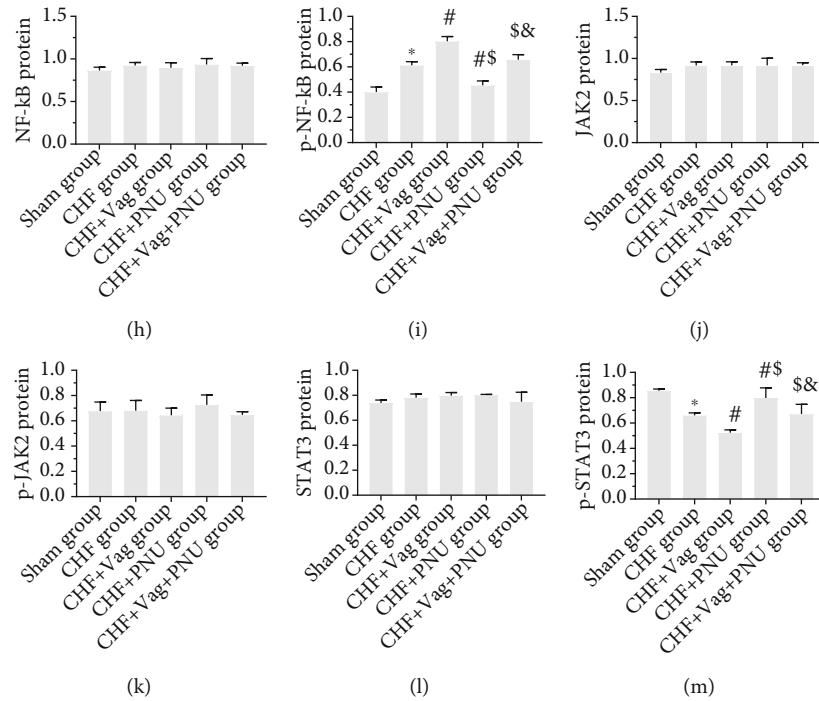 NF-kB protein
1.5
1.0
0.5
0.0
Sham group
CHF group
CHF+Vag group
CHF+PNU group
CHF+Vag+PNU group
(h)
p-NF-kB protein
1.0
0.8
0.6
0.4
0.2
0.0
*
#
#$
$&
Sham group
CHF group
CHF+Vag group
CHF+PNU group
CHF+Vag+PNU group
(i)
JAK2 protein
1.5
1.0
0.5
0.0
Sham group
CHF group
CHF+Vag group
CHF+PNU group
CHF+Vag+PNU group
(j)
p-JAK2 protein
1.0
0.8
0.6
0.4
0.2
0.0
Sham group
CHF group
CHF+Vag group
CHF+PNU group
CHF+Vag+PNU group
(k)
STAT3 protein
1.0
0.8
0.6
0.4
0.2
0.0
Sham group
CHF group
CHF+Vag group
CHF+PNU group
CHF+Vag+PNU group
(l)
p-STAT3 protein
1.0
0.8
0.6
0.4
0.2
0.0
*
#
#$
$&
Sham group
CHF group
CHF+Vag group
CHF+PNU group
CHF+Vag+PNU group
(m)